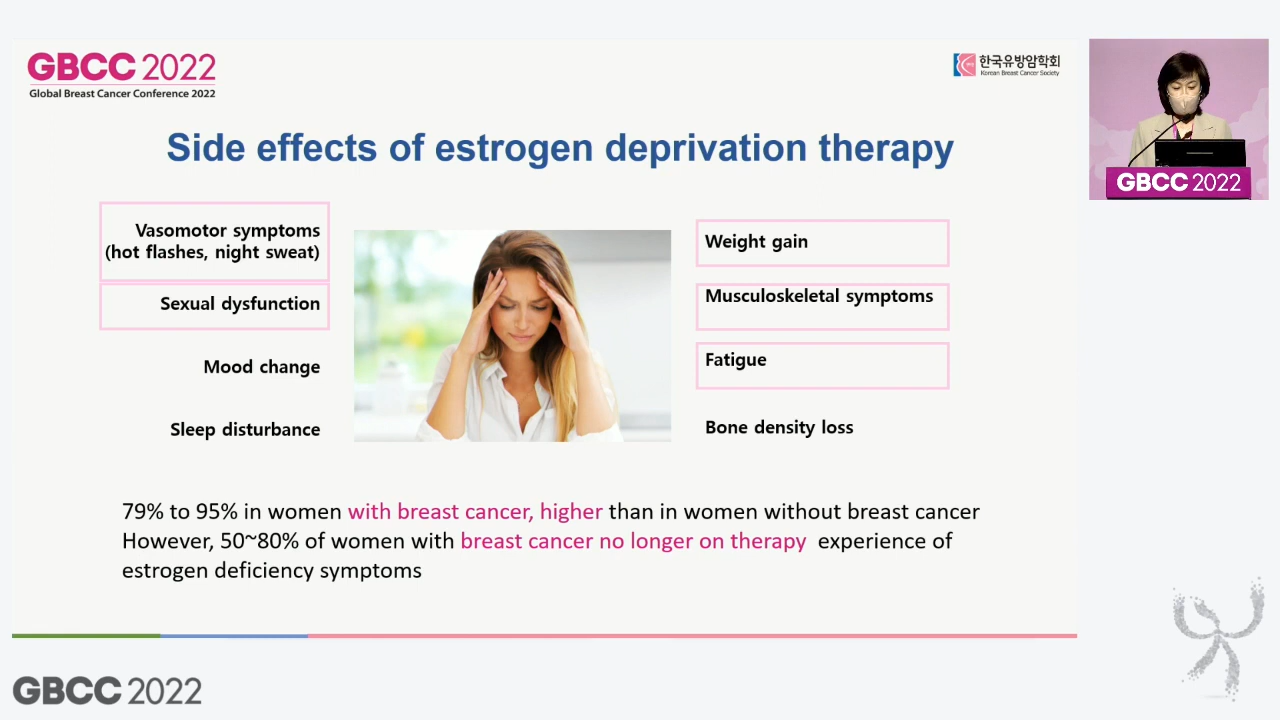 GBCC 2022
Global Breast Cancer Conference 2022
한국유방암학회
Korean Breast Cancer Society
Side effects of estrogen deprivation therapy
Vasomotor symptoms
(hot flashes, night sweat)
Sexual dysfunction
Mood change
Sleep disturbance
Weight gain
Musculoskeletal symptoms
Fatigue
Bone density loss
79% to 95% in women with breast cancer, higher than in women without breast cancer
However, 50~80% of women with breast cancer no longer on therapy experience of
estrogen deficiency symptoms
GBCC 2022
GBCC 2022